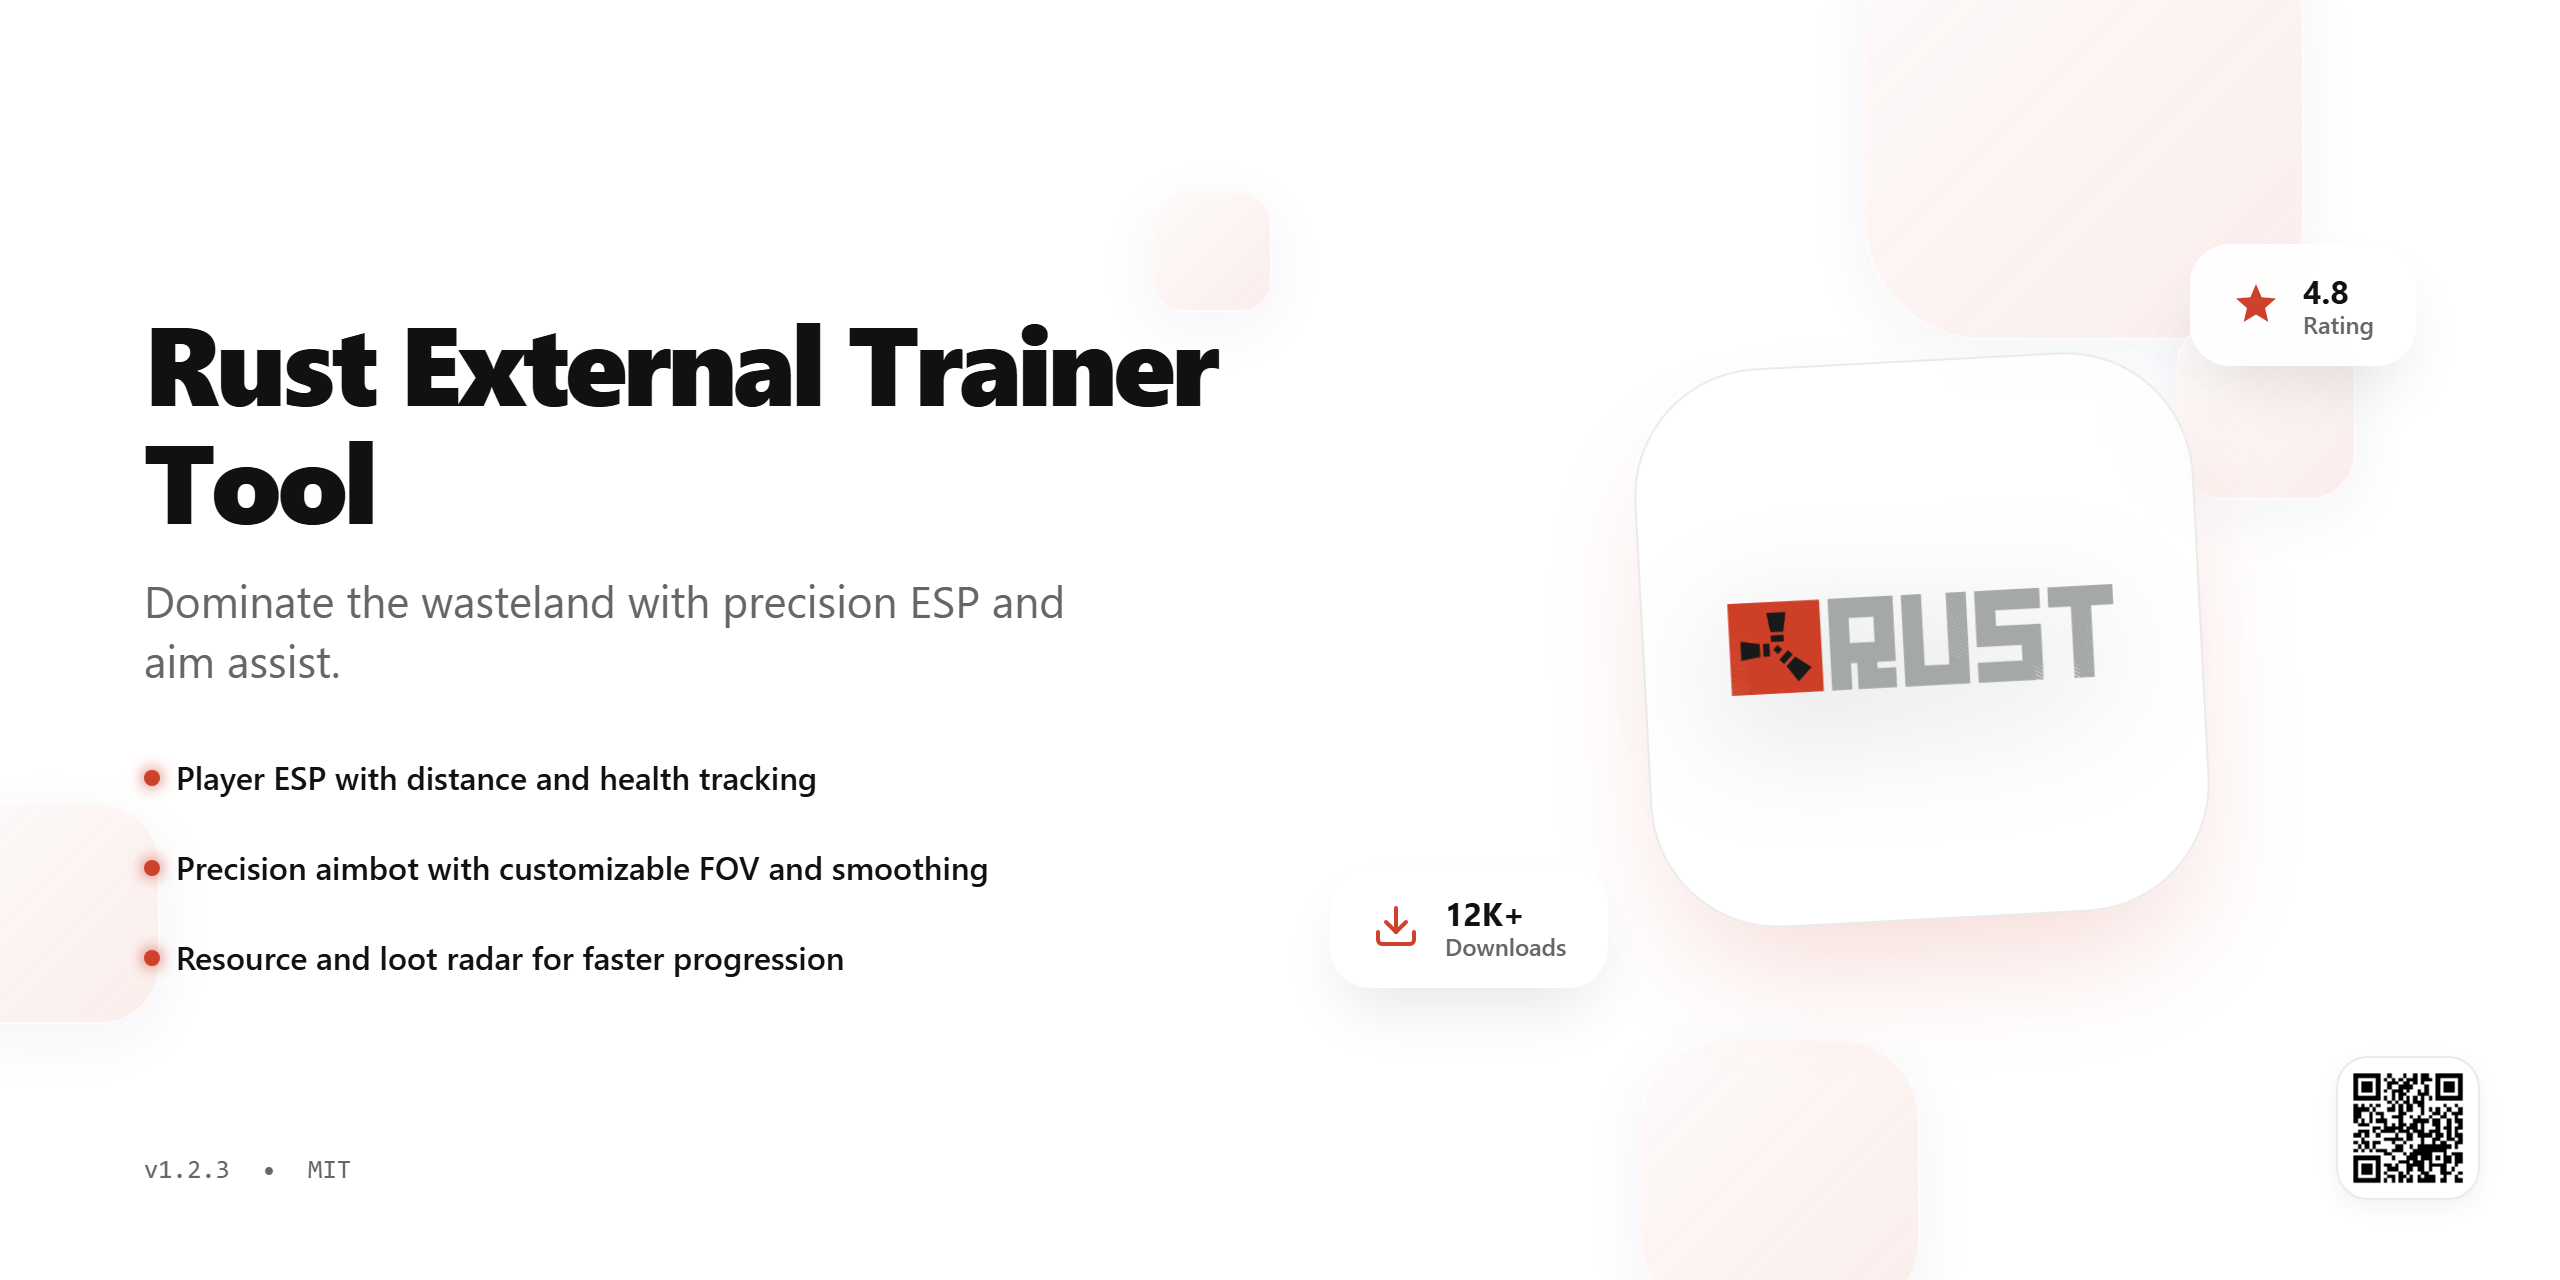 Rust External Trainer
Tool
Dominate the wasteland with precision ESP and
aim assist.
Player ESP with distance and health tracking
Precision aimbot with customizable FOV and smoothing
Resource and loot radar for faster progression
v1.2.3 • MIT
4.8
Rating
RUST
12K+
Downloads